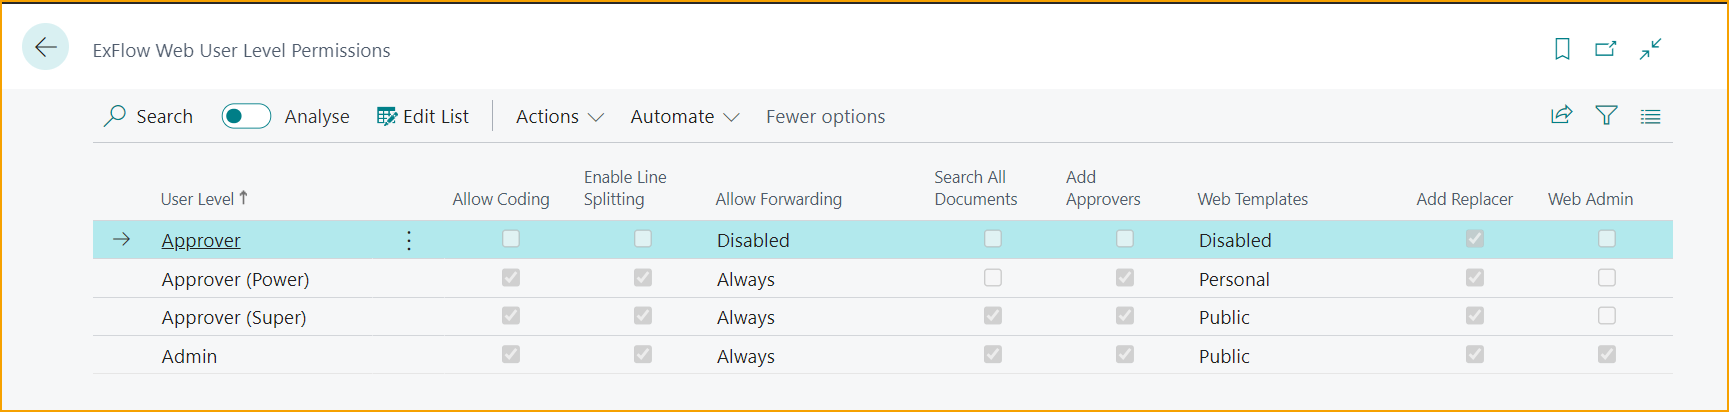 ExFlow Web User Level Permissions
Search Analyse Edit List Actions Automate Fewer options
User Level Allow Coding Enable Line Splitting Allow Forwarding Search All Documents Add Approvers Web Templates Add Replacer Web Admin
Approver Disabled Disabled
Approver (Power) Always Personal
Approver (Super) Always Public
Admin Always Public